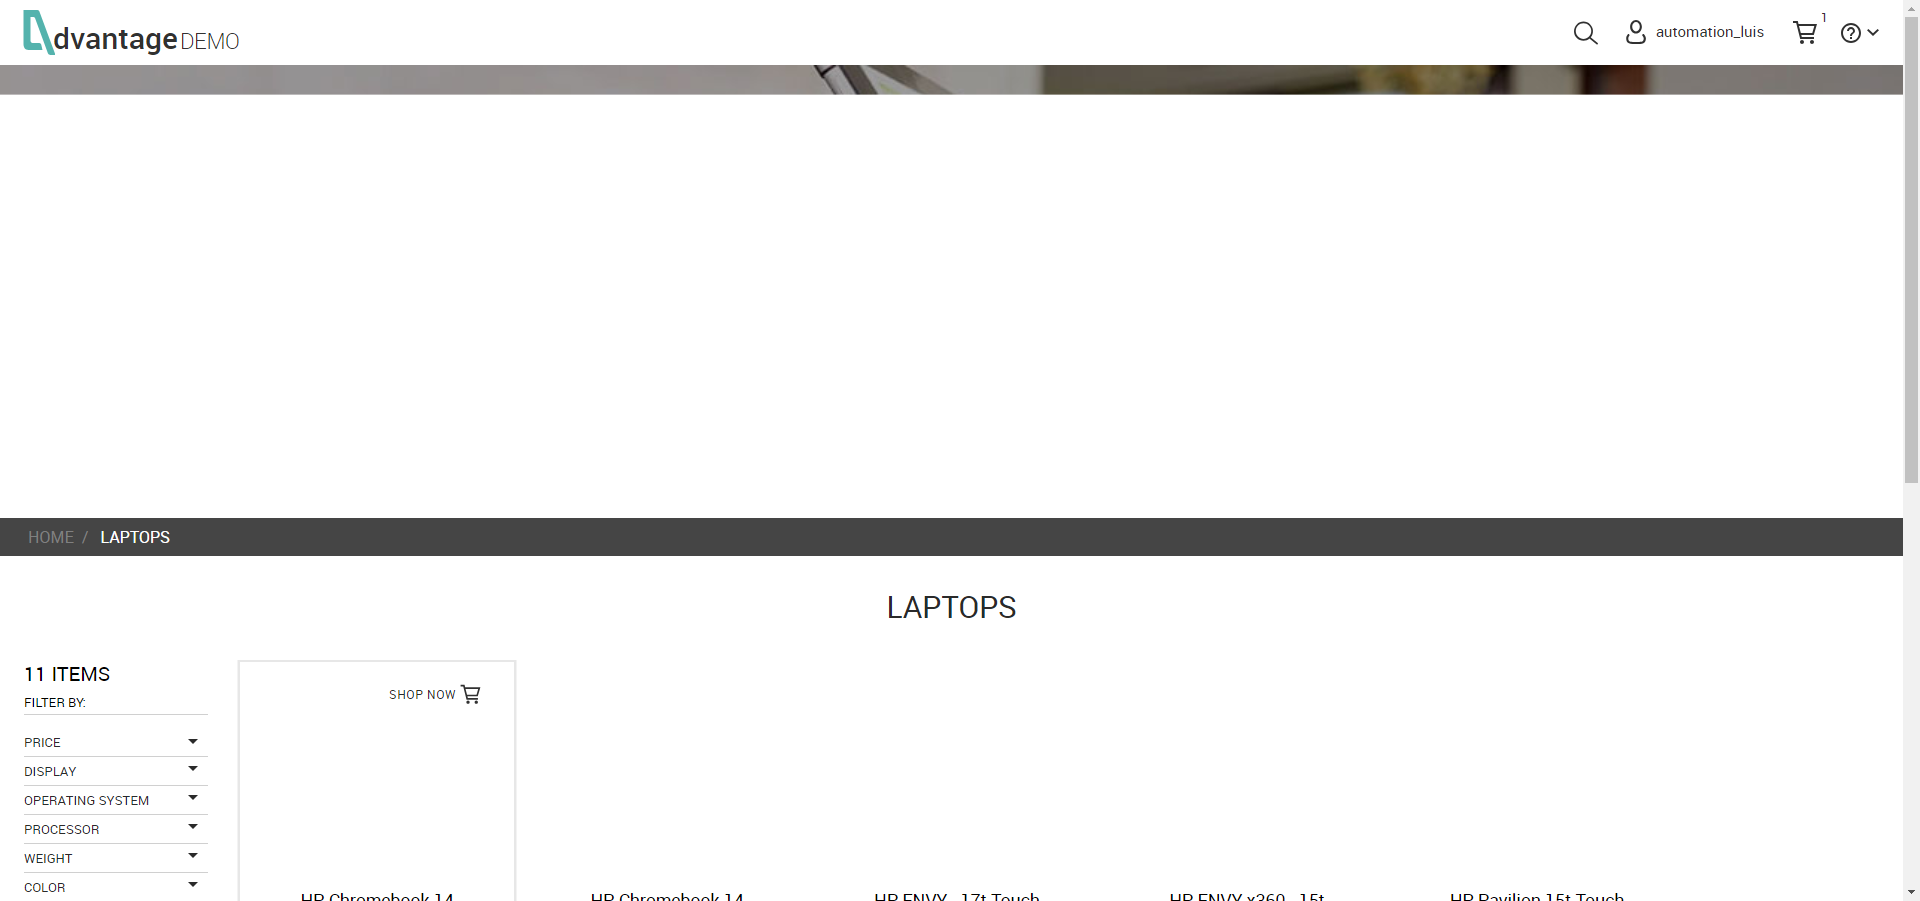 dvantage DEMO
automation_luis
1
HOME / LAPTOPS
LAPTOPS
11 ITEMS
FILTER BY:
SHOP NOW
PRICE
DISPLAY
OPERATING SYSTEM
PROCESSOR
WEIGHT
COLOR
HP Chromebook 14
HP Chromebook 14
HP ENVY - 17t Touch
HP ENVY x360 - 15t
HP Pavilion 15t Touch